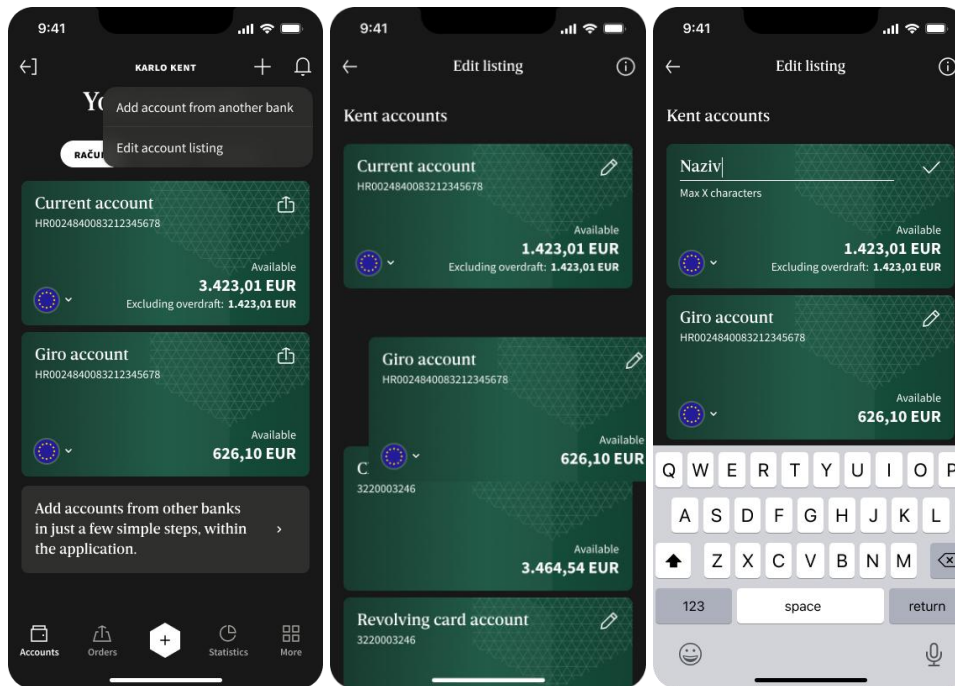 9:41
KARLO KENT
Yo
Add account from another bank
Edit account listing
RAČU
Current account
HR0024840083212345678
Available
3.423,01 EUR
Excluding overdraft: 1.423,01 EUR
Giro account
HR0024840083212345678
Available
626,10 EUR
Add accounts from other banks
in just a few simple steps, within
the application.
Accounts
Orders
Statistics
More
9:41
Edit listing
Kent accounts
Current account
HR0024840083212345678
Available
1.423,01 EUR
Excluding overdraft: 1.423,01 EUR
Giro account
HR0024840083212345678
Available
626,10 EUR
C
3220003246
Available
3.464,54 EUR
Revolving card account
3220003246
9:41
Edit listing
Kent accounts
Naziv
Max X characters
Available
1.423,01 EUR
Excluding overdraft: 1.423,01 EUR
Giro account
HR0024840083212345678
Available
626,10 EUR
Q W E R T Y U I O P
A S D F G H J K L
Z X C V B N M
123 space return